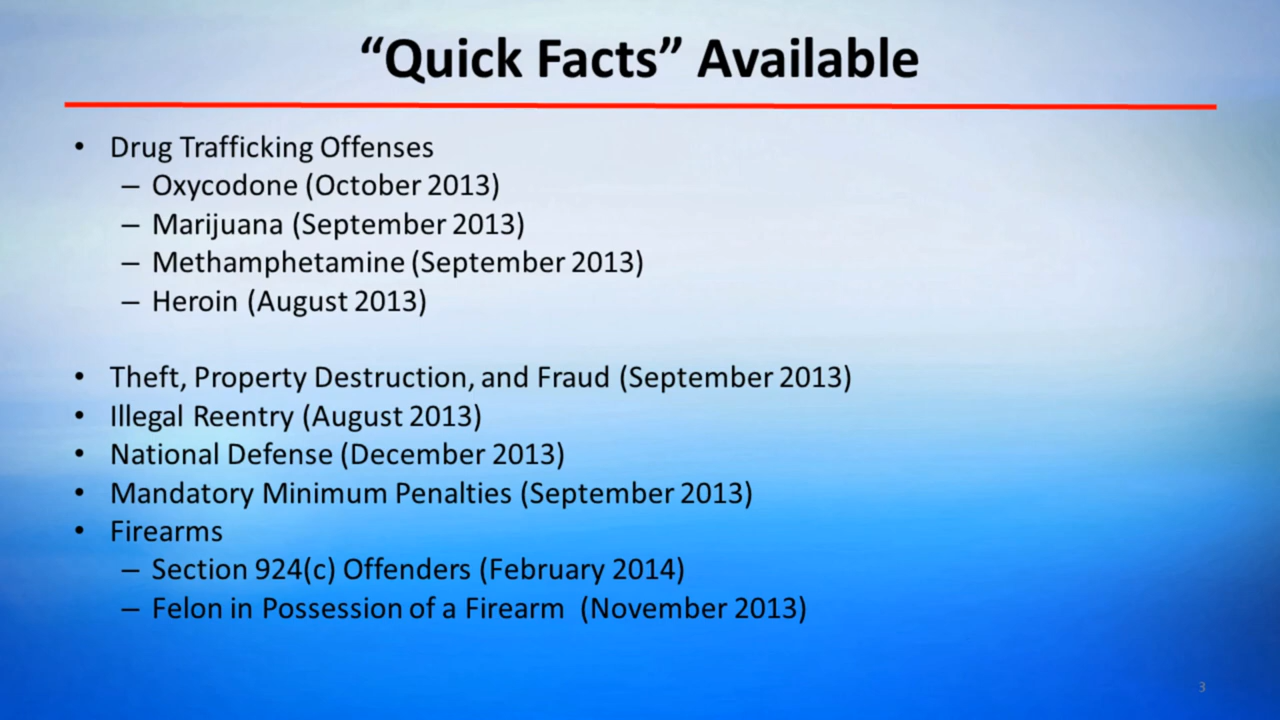 “Quick Facts” Available
• Drug Trafficking Offenses
– Oxycodone (October 2013)
– Marijuana (September 2013)
– Methamphetamine (September 2013)
– Heroin (August 2013)
• Theft, Property Destruction, and Fraud (September 2013)
• Illegal Reentry (August 2013)
• National Defense (December 2013)
• Mandatory Minimum Penalties (September 2013)
• Firearms
– Section 924(c) Offenders (February 2014)
– Felon in Possession of a Firearm (November 2013)
3